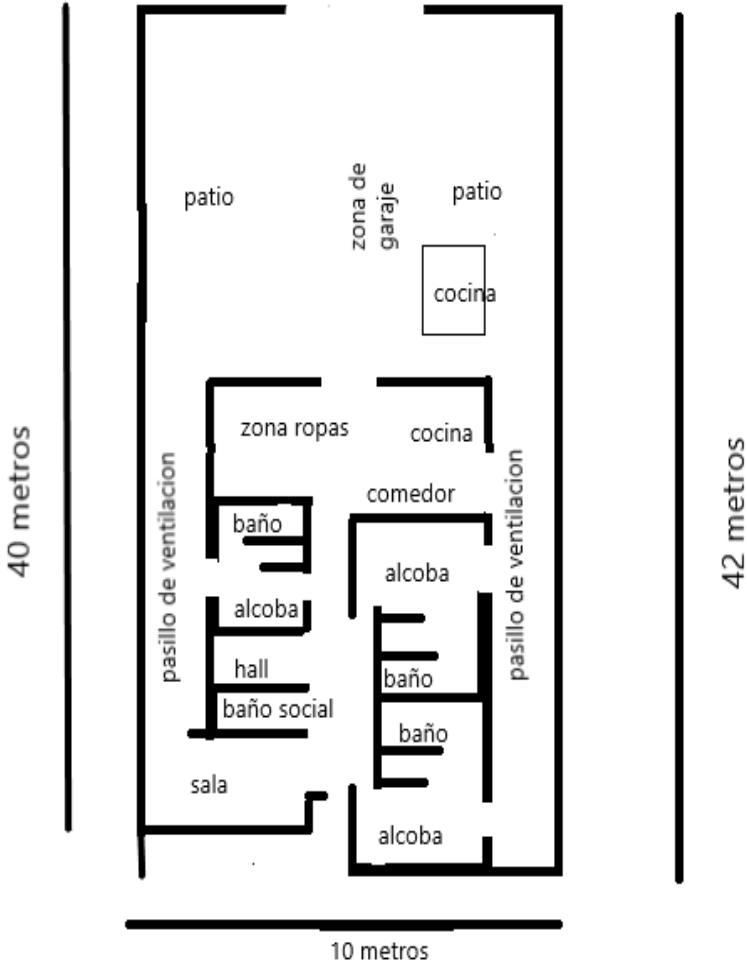 patio
zona de
garaje
patio
cocina
zona ropas
cocina
comedor
baño
alcoba
alcoba
hall
baño
baño social
baño
sala
alcoba
pasillo de ventilacion
pasillo de ventilacion
40 metros
42 metros
10 metros